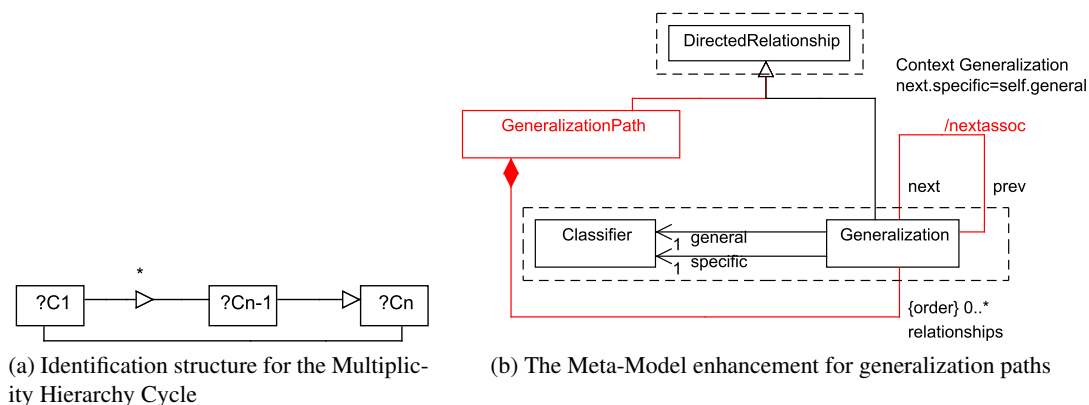 DirectedRelationship
Context Generalization
next.specific=self.general
GeneralizationPath
/nextassoc
next
prev
Classifier
Generalization
1 general
1 specific
{order} 0..*
relationships
*
?C1
?Cn-1
?Cn
(a) Identification structure for the Multiplic-
ity Hierarchy Cycle
(b) The Meta-Model enhancement for generalization paths